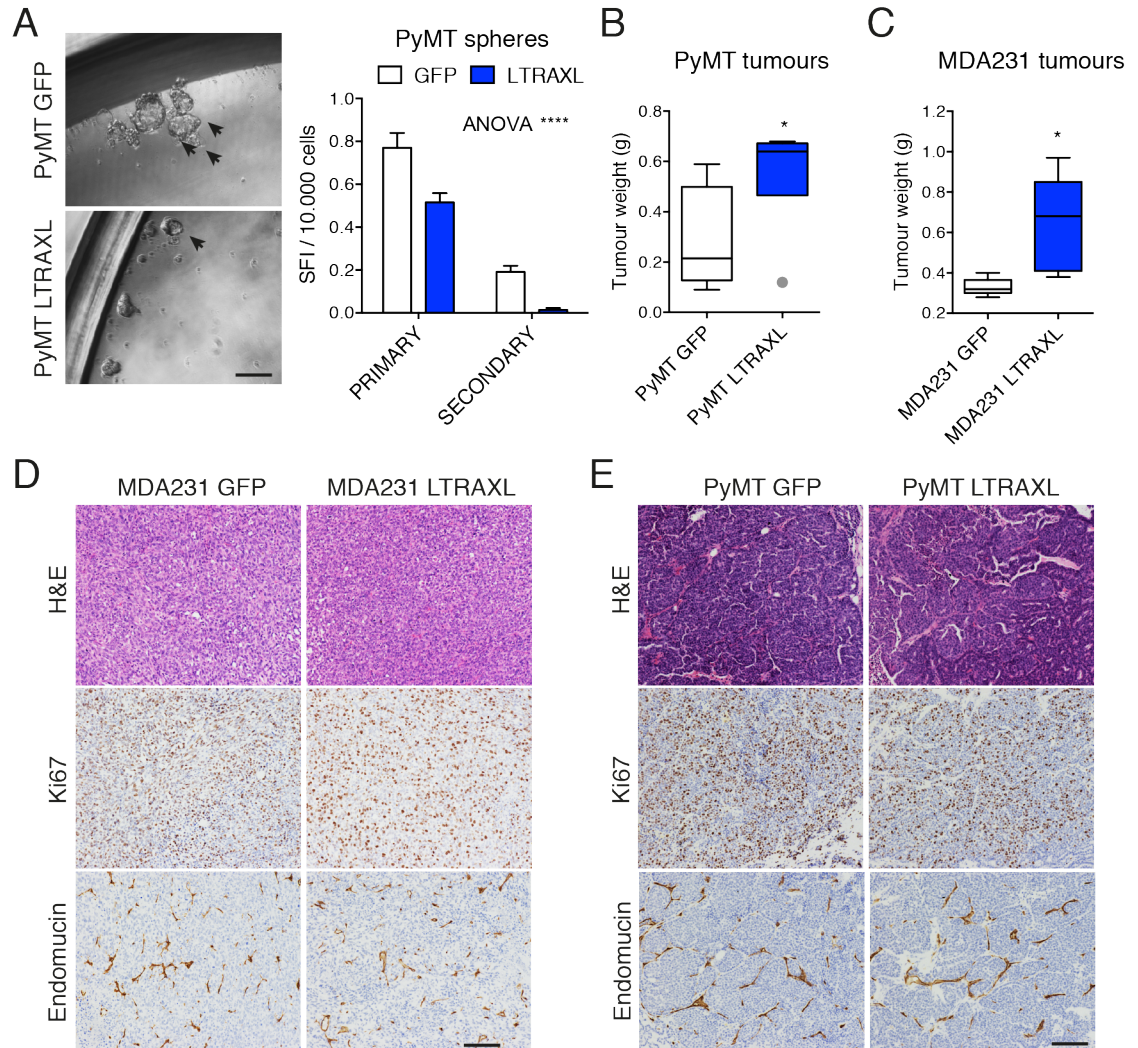 A
PyMT GFP
PyMT LTRAXL
PyMT spheres
GFP
LTRAXL
ANOVA ****
SFI / 10.000 cells
1.0
0.8
0.6
0.4
0.2
0.0
PRIMARY
SECONDARY
B
PyMT tumours
Tumour weight (g)
0.8
0.6
0.4
0.2
0.0
*
PyMT GFP
PyMT LTRAXL
C
MDA231 tumours
Tumour weight (g)
1.2
1.0
0.8
0.6
0.4
0.2
*
MDA231 GFP
MDA231 LTRAXL
D
MDA231 GFP
MDA231 LTRAXL
H&E
Ki67
Endomucin
E
PyMT GFP
PyMT LTRAXL
H&E
Ki67
Endomucin